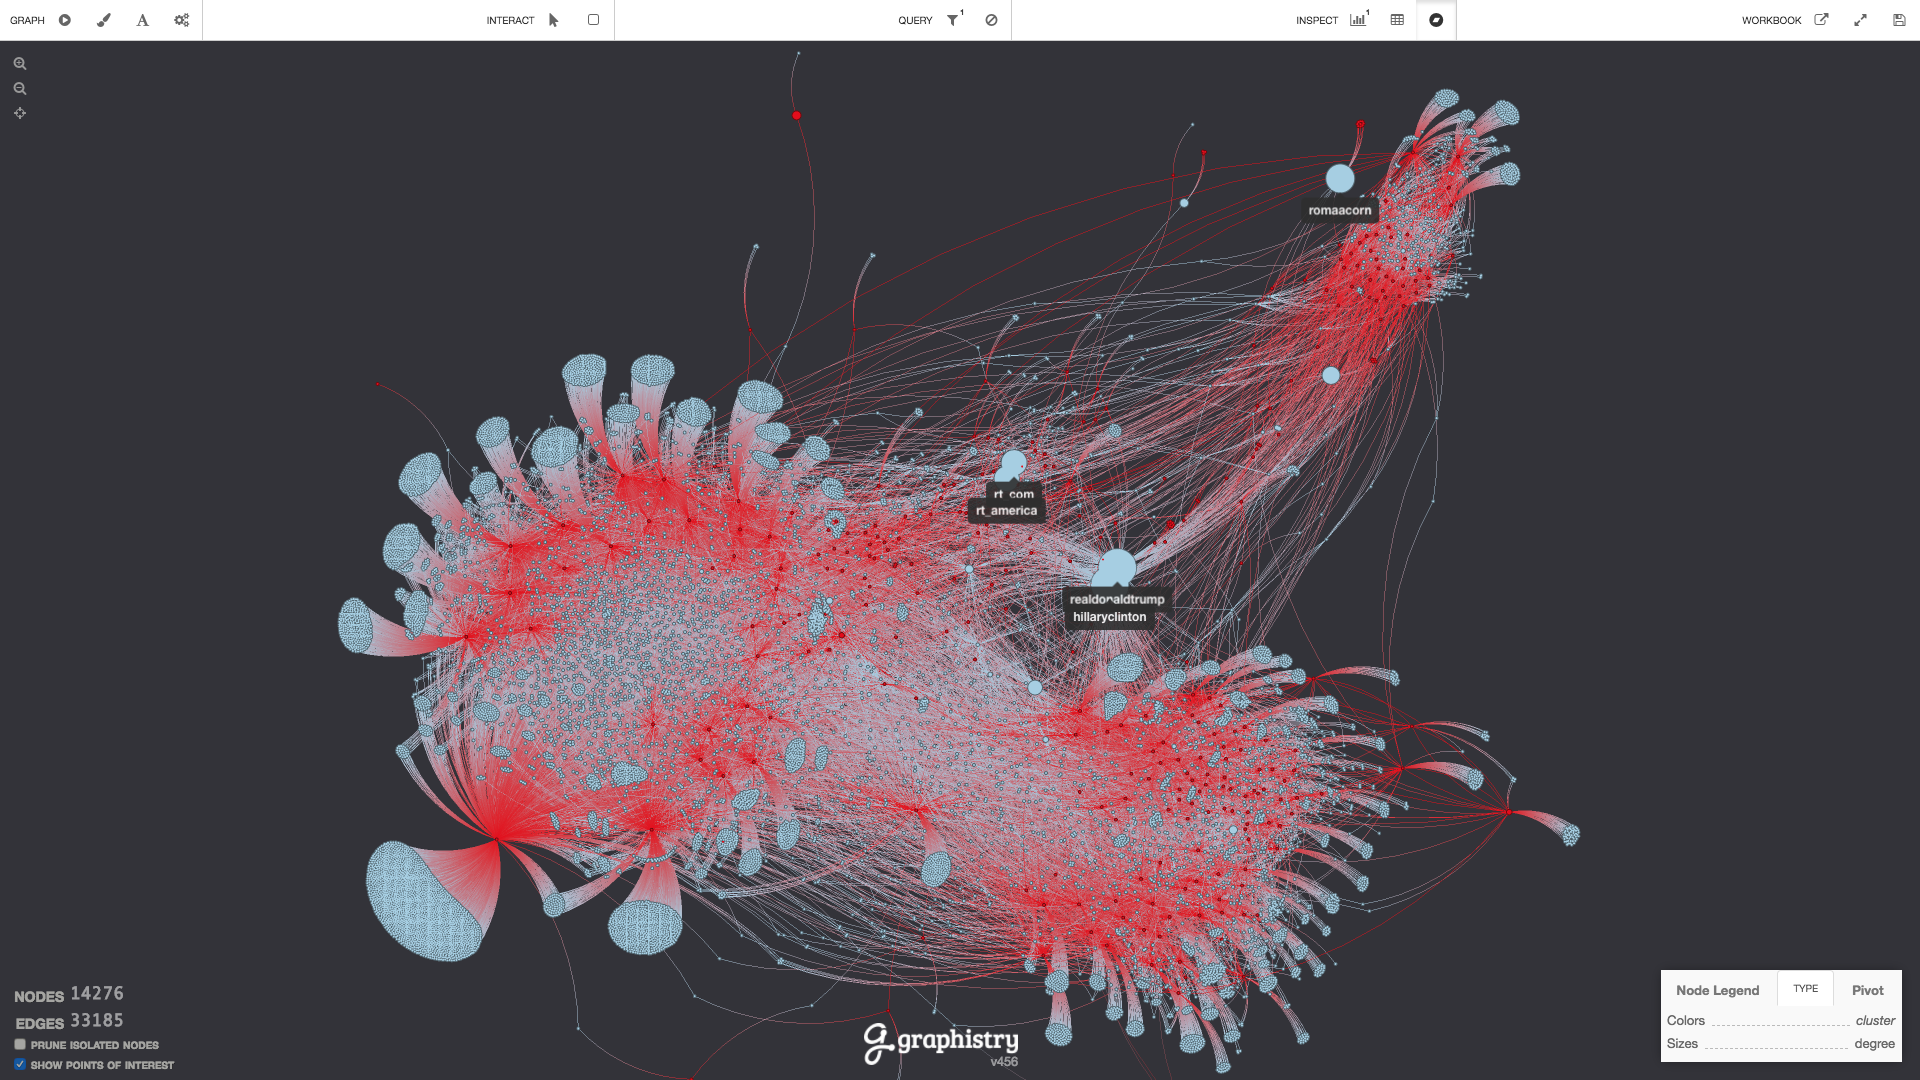 GRAPH
INTERACT
QUERY 1
INSPECT 1
WORKBOOK
romaacorn
rt_com
rt_america
realdonaldtrump
hillaryclinton
NODES 14276
EDGES 33185
PRUNE ISOLATED NODES
SHOW POINTS OF INTEREST
graphistry
v456
Node Legend TYPE Pivot
Colors cluster
Sizes degree